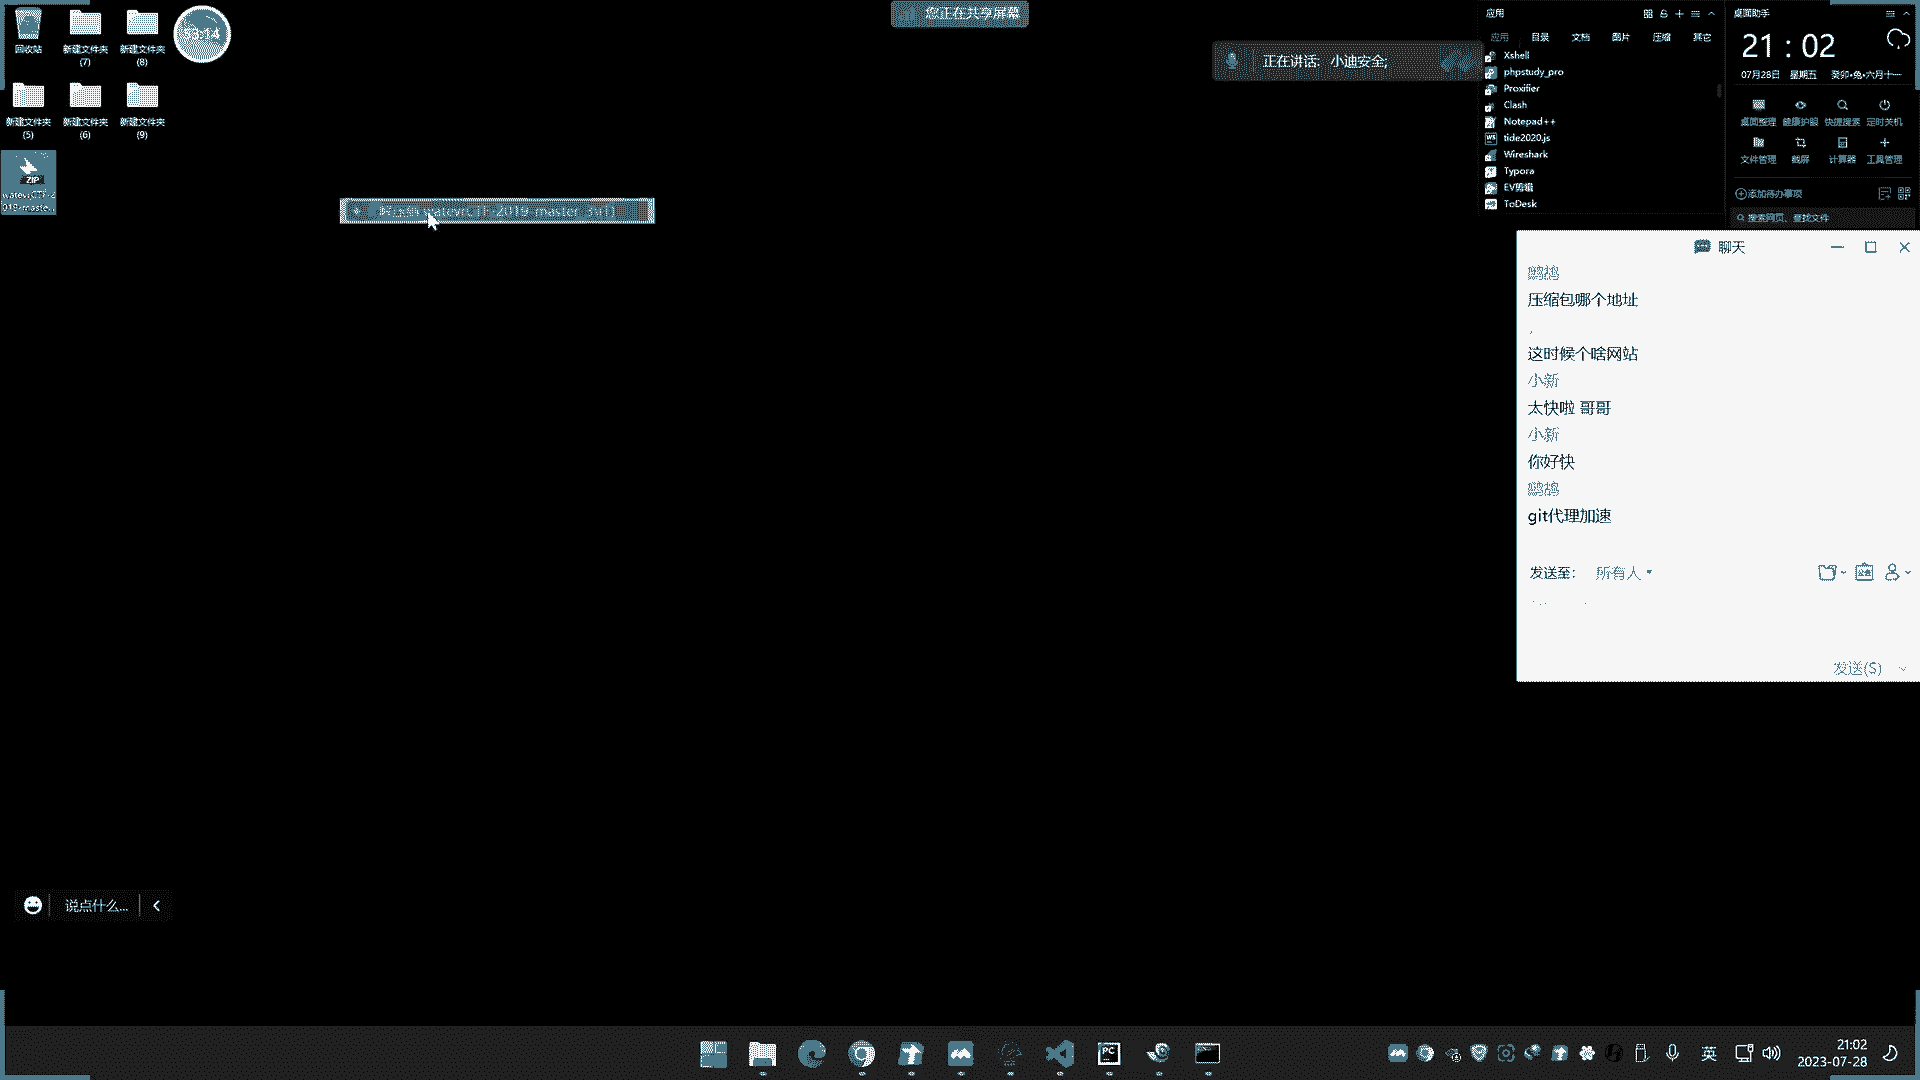 回收站
新建文件夹
(7)
新建文件夹
(8)
53:14
新建文件夹
(5)
新建文件夹
(6)
新建文件夹
(9)
ZIP
watevrCTF-2
019-maste...
您正在共享屏幕
正在讲话: 小迪安全;
解压到 watevrCTF-2019-master
应用
应用 目录 文档 图片 压缩 其它
Xshell
phpstudy_pro
Proxifier
Clash
Notepad++
tide2020.js
Wireshark
Typora
EV剪辑
ToDesk
桌面助手
21 : 02
07月28日 星期五 癸卯•兔•六月十一
桌面整理 健康护眼 快捷搜索 定时关机
文件管理 截屏 计算器 工具管理
添加待办事项
搜索网页、查找文件
聊天
鹧鸪
压缩包哪个地址
,
这时候个啥网站
小新
太快啦 哥哥
小新
你好快
鹧鸪
git代理加速
发送至: 所有人
发送(S)
说点什么...
英
21:02
2023-07-28